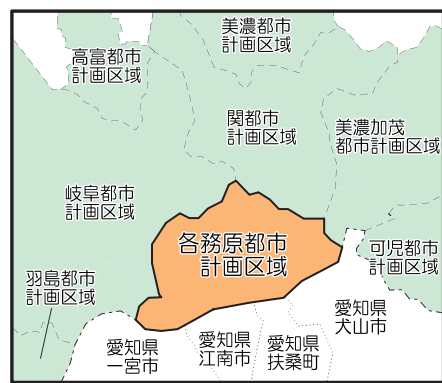 美濃都市
計画区域
高富都市
計画区域
関都市
計画区域
美濃加茂
都市計画区域
岐阜都市
計画区域
各務原都市
計画区域
可児都市
計画区域
羽島都市
計画区域
愛知県
犬山市
愛知県
一宮市
愛知県
江南市
愛知県
扶桑町